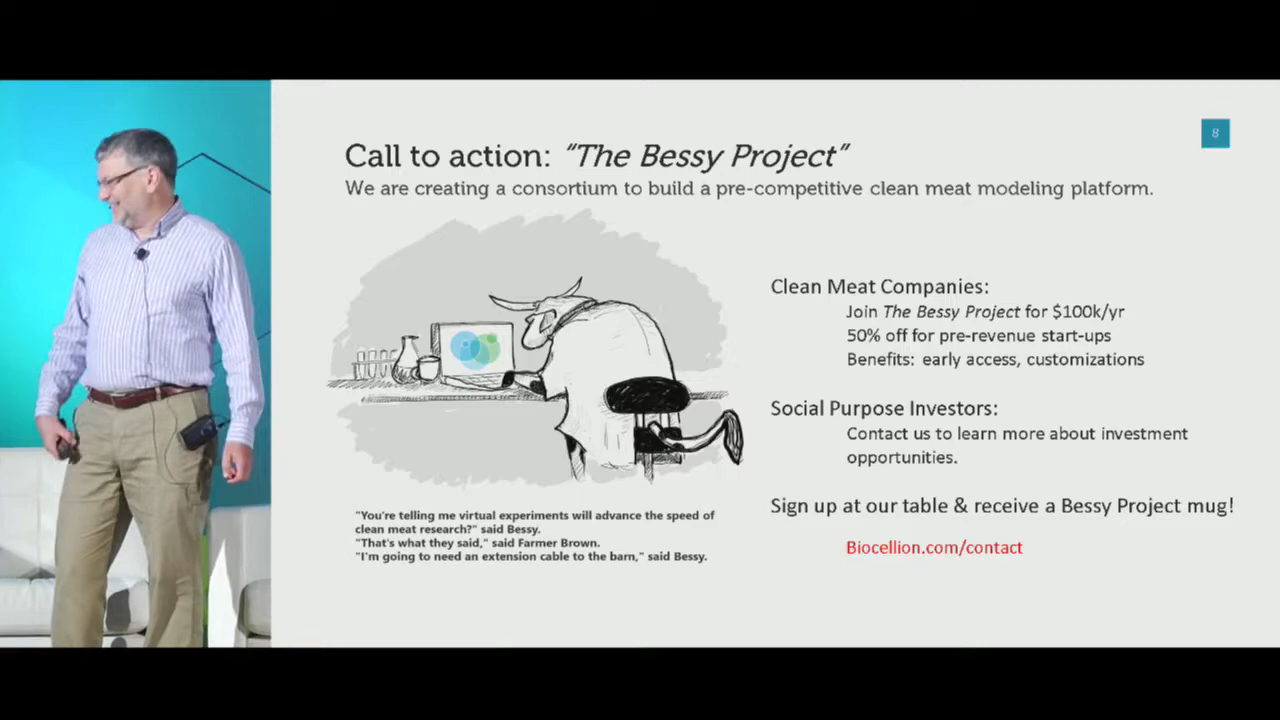 8
Call to action: “The Bessy Project”
We are creating a consortium to build a pre-competitive clean meat modeling platform.
Clean Meat Companies:
Join The Bessy Project for $100k/yr
50% off for pre-revenue start-ups
Benefits: early access, customizations
Social Purpose Investors:
Contact us to learn more about investment
opportunities.
Sign up at our table & receive a Bessy Project mug!
Biocellion.com/contact
"You're telling me virtual experiments will advance the speed of
clean meat research?" said Bessy.
"That's what they said," said Farmer Brown.
"I'm going to need an extension cable to the barn," said Bessy.